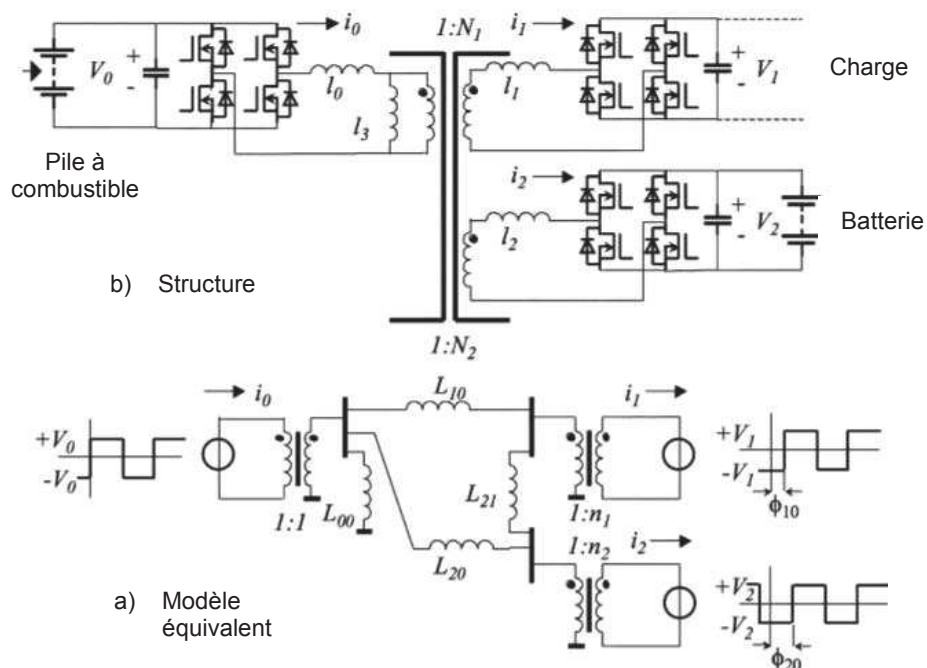 i0
1:N1
i1
V0
+
-
l0
l3
l1
+
-
V1
Charge
Pile à
combustible
i2
l2
+
-
V2
Batterie
b) Structure
1:N2
i0
L10
i1
+V0
-V0
1:1
L00
L21
L20
1:n1
+V1
-V1
ϕ10
1:n2
i2
+V2
-V2
ϕ20
a) Modèle
équivalent